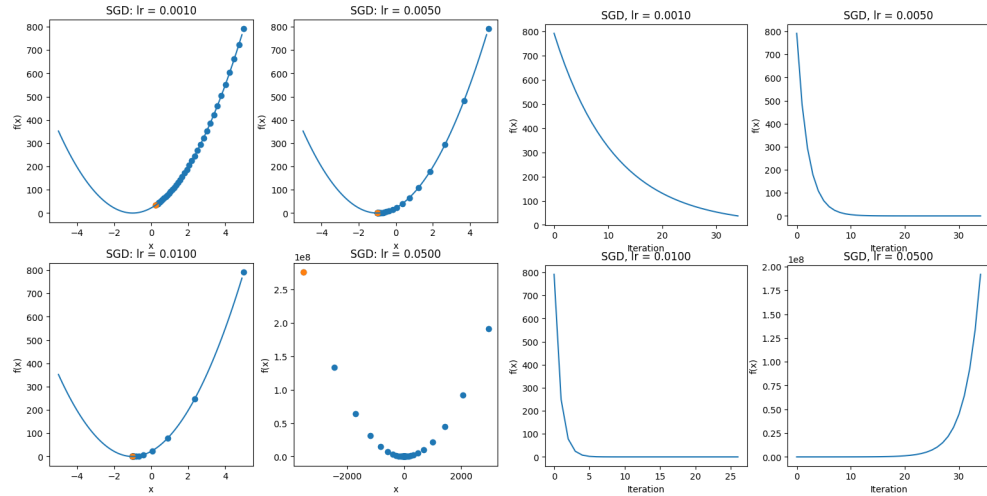 SGD: lr = 0.0010
SGD: lr = 0.0050
SGD, lr = 0.0010
SGD, lr = 0.0050
f(x)
800
700
600
500
400
300
200
100
0
−4 −2 0 2 4
x
f(x)
800
700
600
500
400
300
200
100
0
−4 −2 0 2 4
x
f(x)
800
700
600
500
400
300
200
100
0
0 10 20 30
Iteration
f(x)
800
700
600
500
400
300
200
100
0
0 10 20 30
Iteration
SGD: lr = 0.0100
SGD: lr = 0.0500
SGD, lr = 0.0100
SGD, lr = 0.0500
f(x)
800
700
600
500
400
300
200
100
0
−4 −2 0 2 4
x
1e8
f(x)
2.5
2.0
1.5
1.0
0.5
0.0
−2000 0 2000
x
f(x)
800
700
600
500
400
300
200
100
0
0 5 10 15 20 25
Iteration
1e8
f(x)
2.00
1.75
1.50
1.25
1.00
0.75
0.50
0.25
0.00
0 10 20 30
Iteration